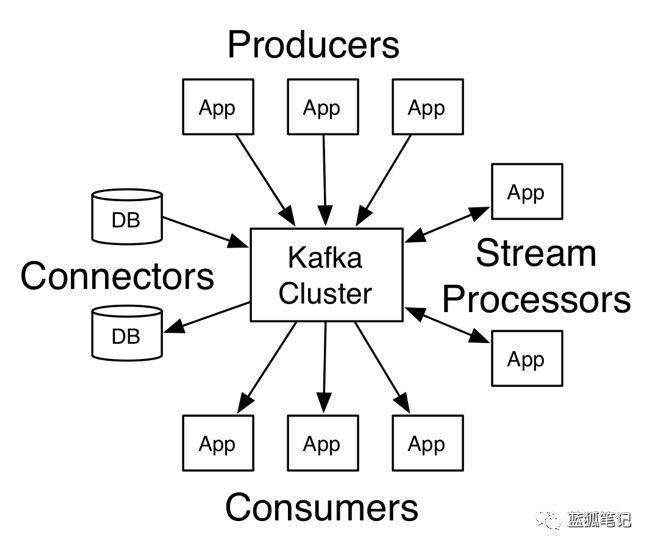 Producers
App App App
DB
App
Kafka
Cluster
Stream
Processors
Connectors
DB
App
App App App
Consumers
蓝狐笔记